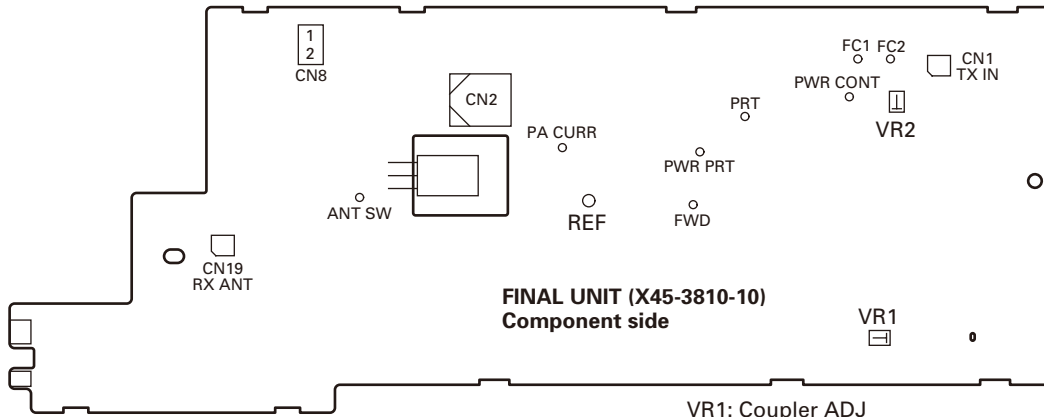 1
2
CN8
CN2
FC1 FC2
CN1
TX IN
PWR CONT
VR2
PRT
PA CURR
PWR PRT
ANT SW
REF
FWD
CN19
RX ANT
FINAL UNIT (X45-3810-10)
Component side
VR1
VR1: Coupler ADJ